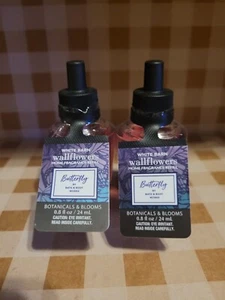 WHITE BARN
wallflowers
HOME FRAGRANCE REFILL
Butterfly
BATH & BODY
WORKS
BOTANICALS & BLOOMS
0.8 fl oz / 24 mL
CAUTION: EYE IRRITANT.
READ INSIDE CAREFULLY.
WHITE BARN
wallflowers
HOME FRAGRANCE REFILL
Butterfly
BATH & BODY
WORKS
BOTANICALS & BLOOMS
0.8 fl oz / 24 mL
CAUTION: EYE IRRITANT.
READ INSIDE CAREFULLY.